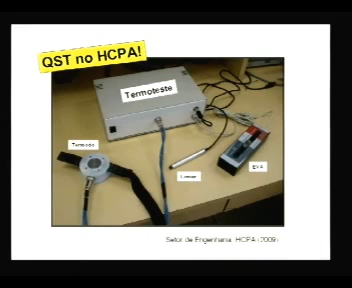 QST no HCPA!
Termoteste
Termodo
EVA
Setor de Engenharia HCPA (2009)